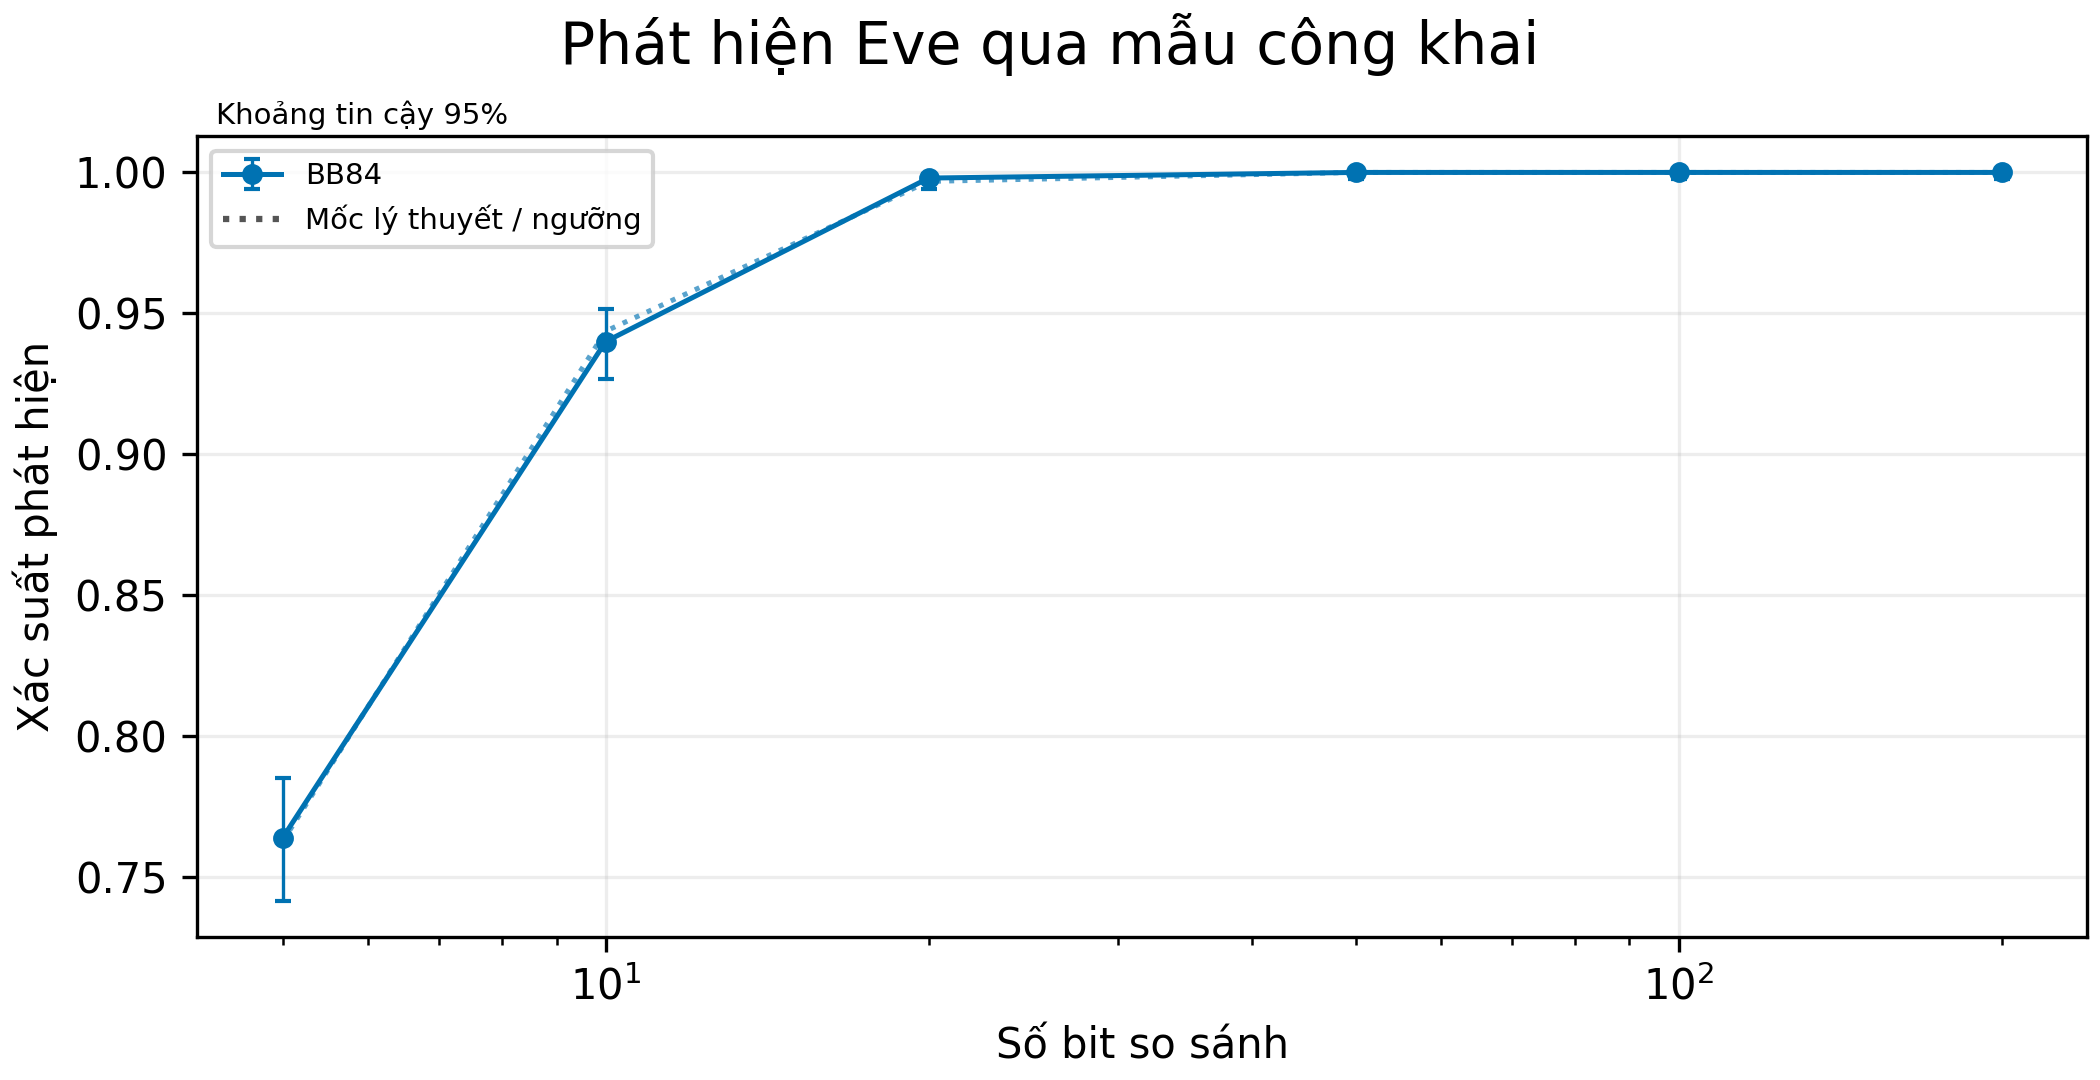 Phát hiện Eve qua mẫu công khai
Khoảng tin cậy 95%
BB84
Mốc lý thuyết / ngưỡng
1.00
0.95
0.90
0.85
0.80
0.75
Xác suất phát hiện
10¹
10²
Số bit so sánh